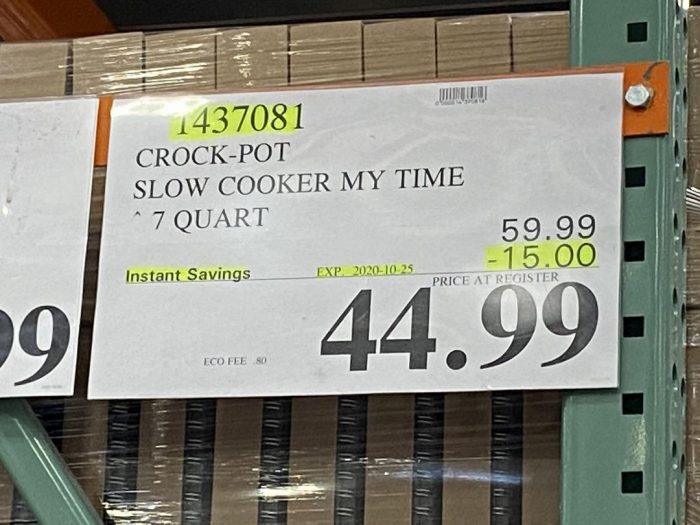 1437081
CROCK-POT
SLOW COOKER MY TIME
^ 7 QUART
59.99
-15.00
Instant Savings EXP. 2020-10-25
PRICE AT REGISTER
44.99
ECO FEE .80
99